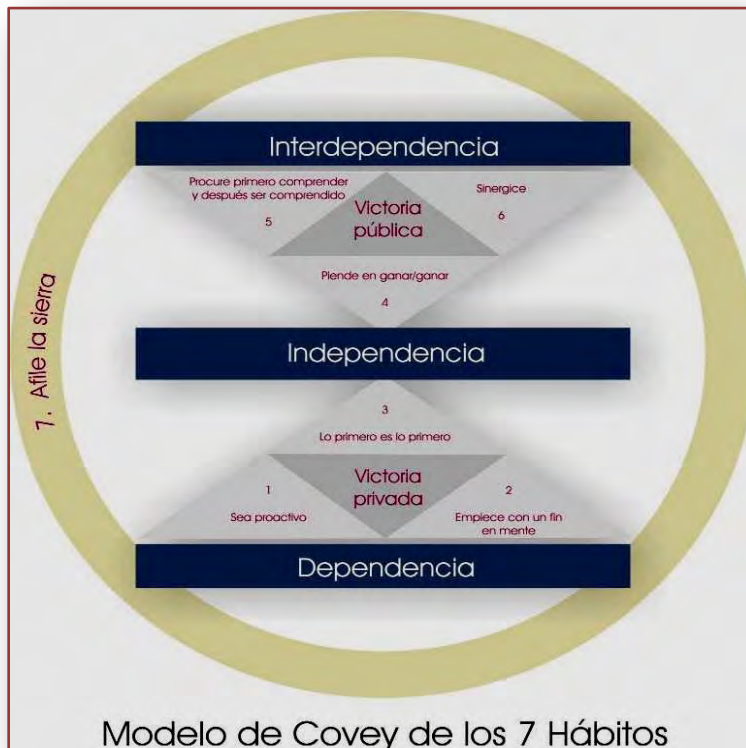 Interdependencia
Procure primero comprender
y después ser comprendido
5
Victoria
pública
Sinergice
6
Piende en ganar/ganar
4
7. Afile la sierra
Independencia
3
Lo primero es lo primero
Victoria
privada
1
Sea proactivo
2
Empiece con un fin
en mente
Dependencia
Modelo de Covey de los 7 Hábitos